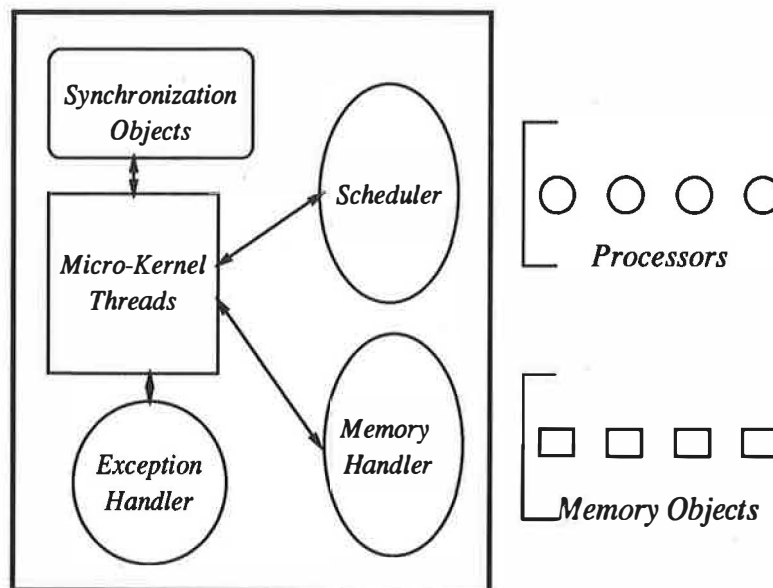 Synchronization
Objects
Scheduler
Micro-Kernel
Threads
Processors
Exception
Handler
Memory
Handler
Memory Objects